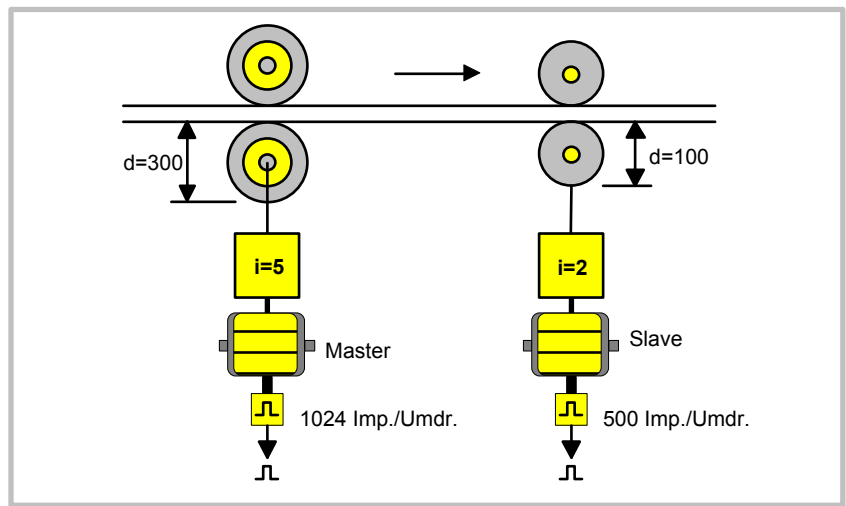 d=300
d=100
i=5
i=2
Master
Slave
1024 Imp./Umdr.
500 Imp./Umdr.